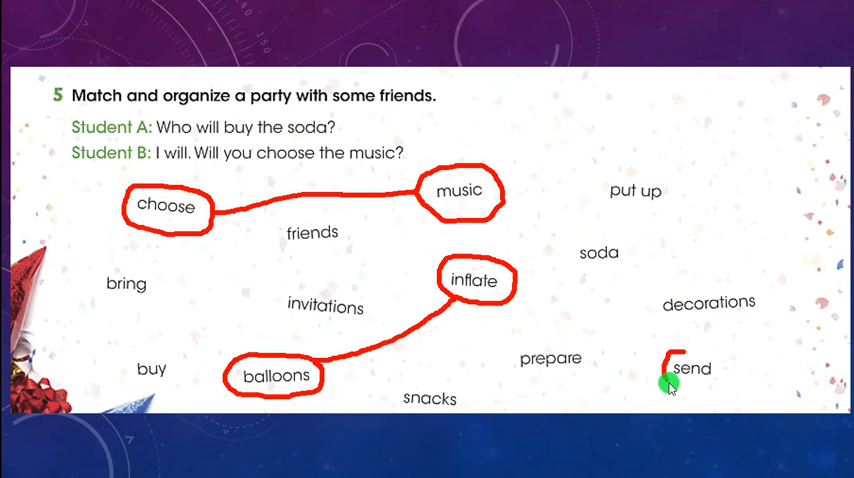 5 Match and organize a party with some friends.
Student A: Who will buy the soda?
Student B: I will. Will you choose the music?
choose music put up
friends
soda
bring inflate
invitations decorations
buy balloons prepare send
snacks